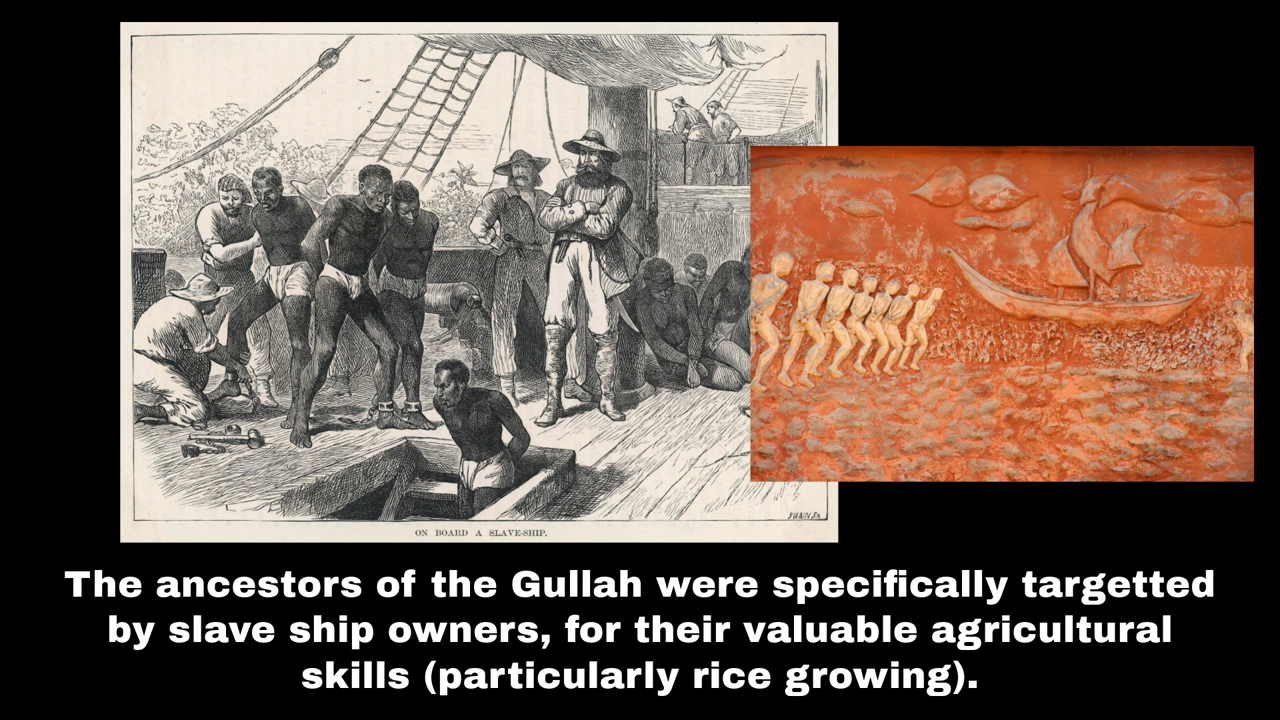 ON BOARD A SLAVE-SHIP.
The ancestors of the Gullah were specifically targetted
by slave ship owners, for their valuable agricultural
skills (particularly rice growing).